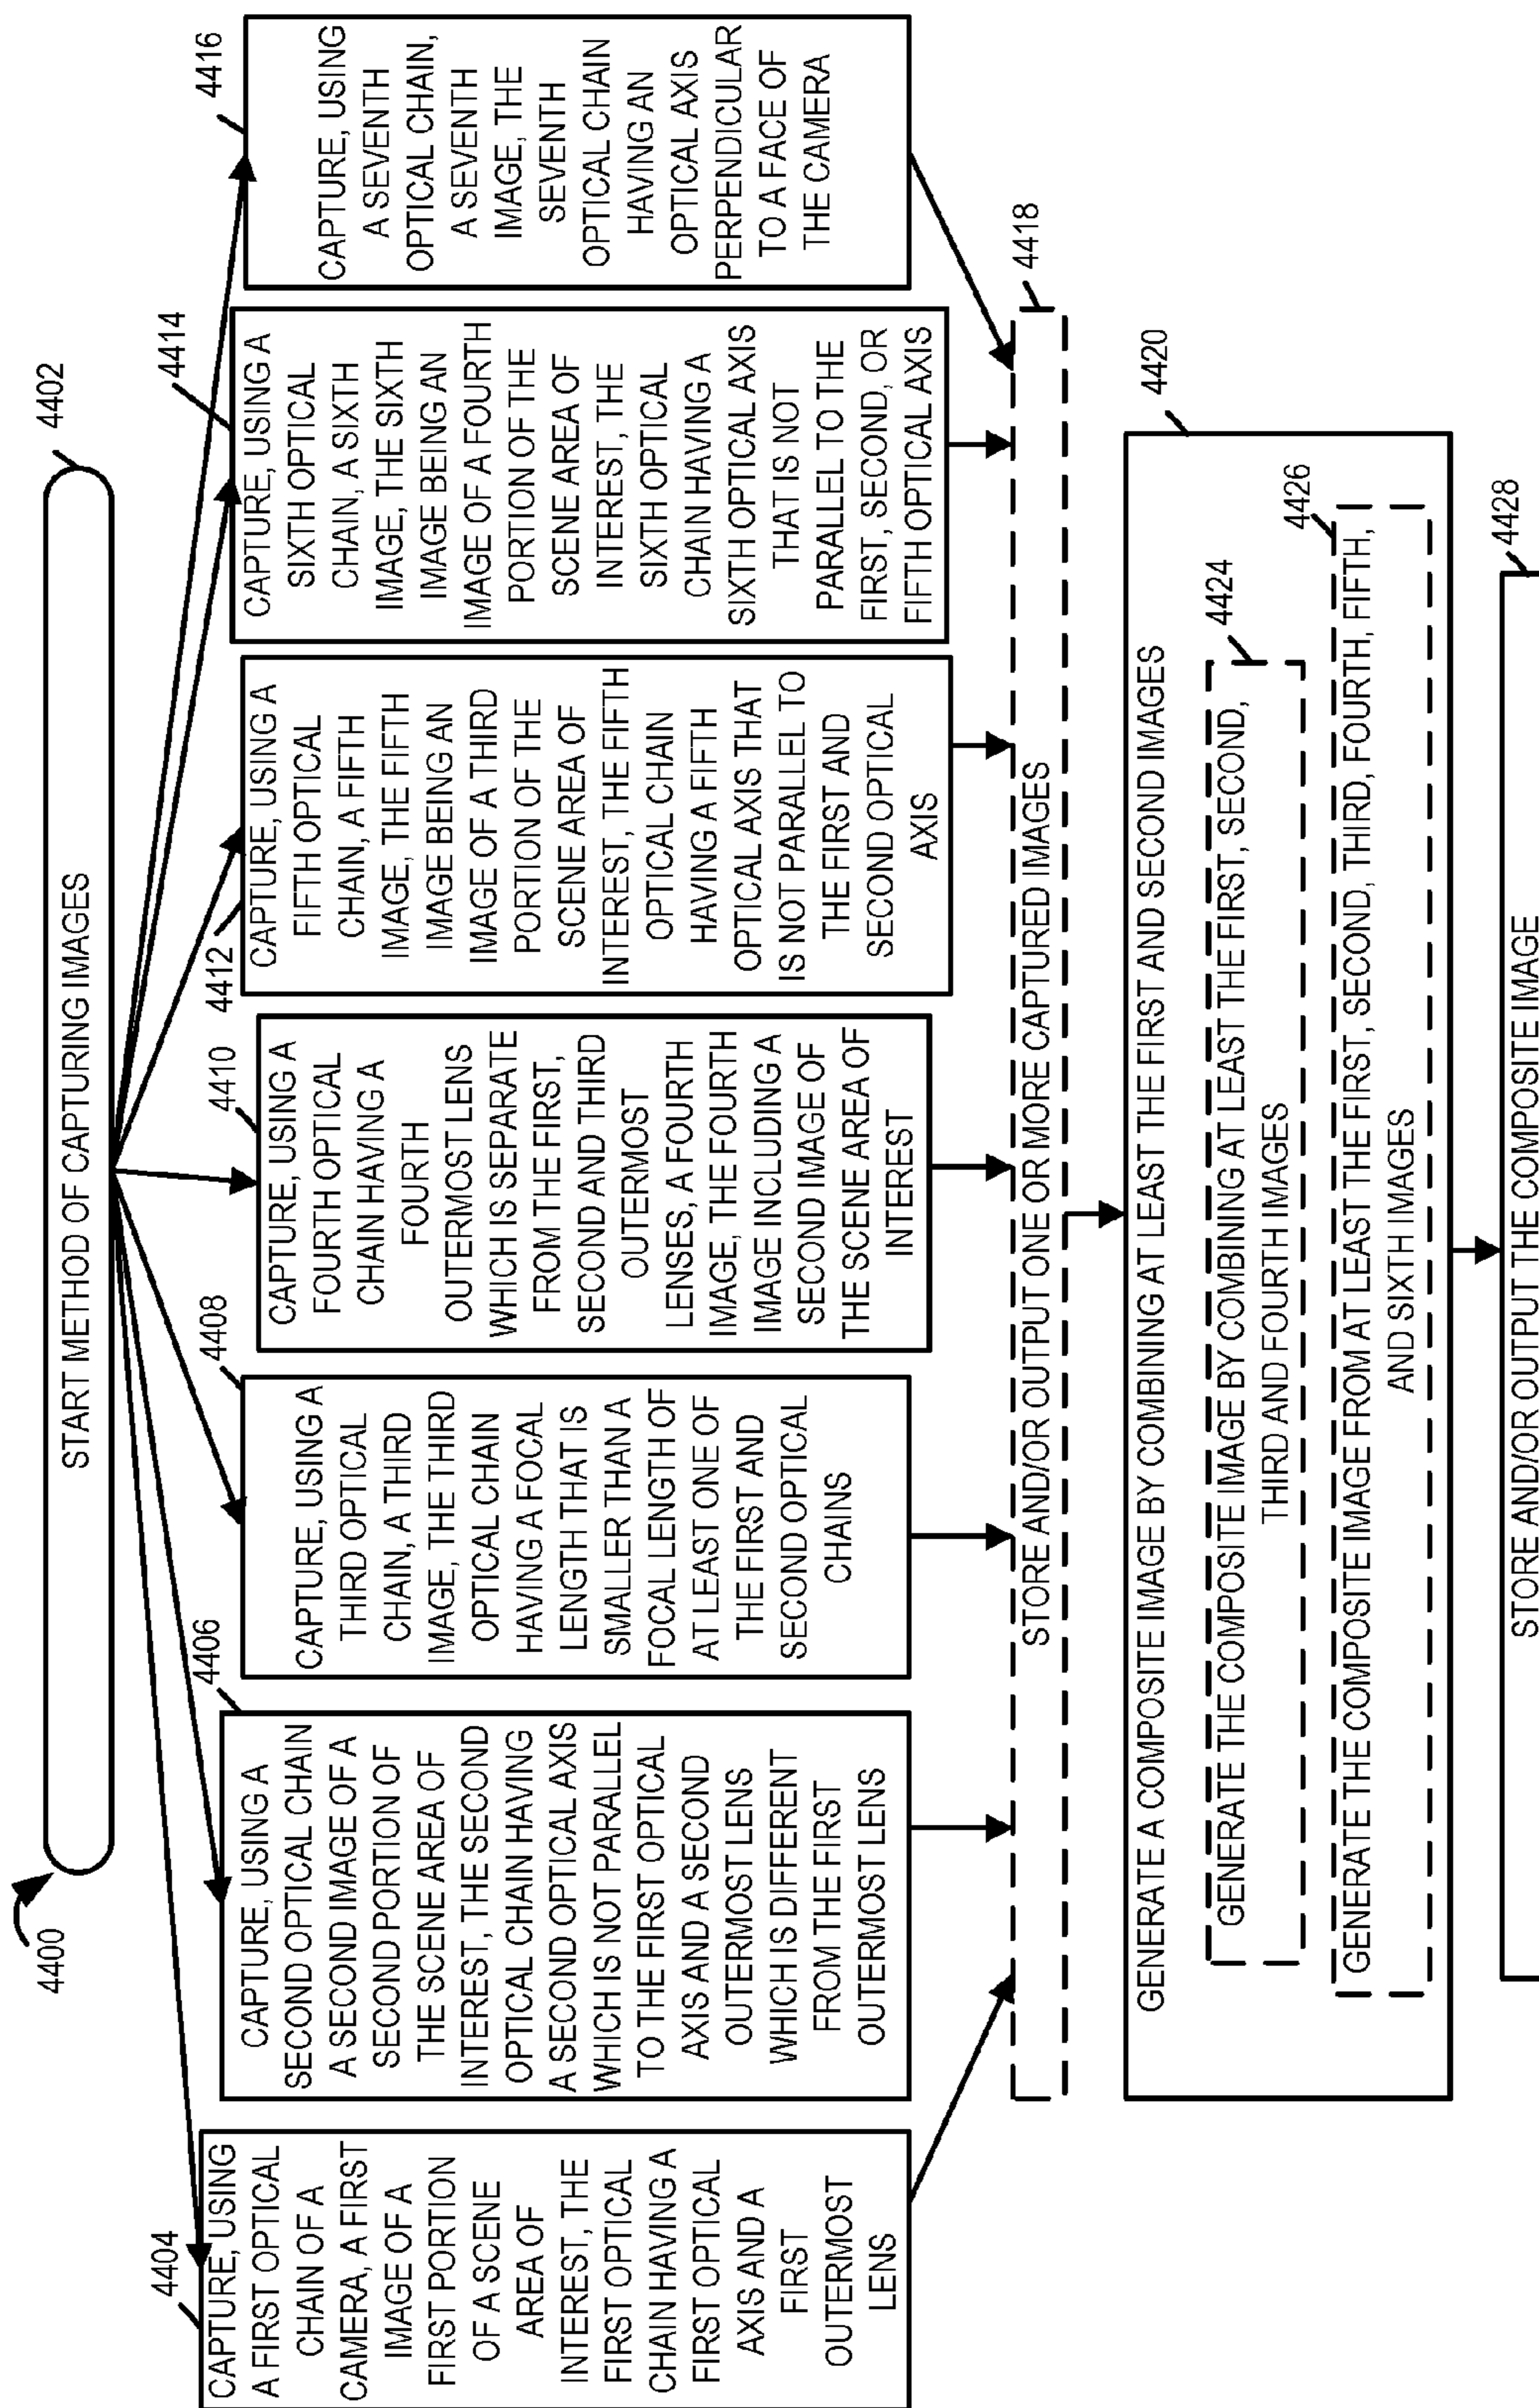 4400
START METHOD OF CAPTURING IMAGES
4402
4404
CAPTURE, USING
A FIRST OPTICAL
CHAIN OF A
CAMERA, A FIRST
IMAGE OF A
FIRST PORTION
OF A SCENE
AREA OF
INTEREST, THE
FIRST OPTICAL
CHAIN HAVING A
FIRST OPTICAL
AXIS AND A
FIRST
OUTERMOST
LENS
4406
CAPTURE, USING A
SECOND OPTICAL CHAIN
A SECOND IMAGE OF A
SECOND PORTION OF
THE SCENE AREA OF
INTEREST, THE SECOND
OPTICAL CHAIN HAVING
A SECOND OPTICAL AXIS
WHICH IS NOT PARALLEL
TO THE FIRST OPTICAL
AXIS AND A SECOND
OUTERMOST LENS
WHICH IS DIFFERENT
FROM THE FIRST
OUTERMOST LENS
4408
CAPTURE, USING A
THIRD OPTICAL
CHAIN, A THIRD
IMAGE, THE THIRD
OPTICAL CHAIN
HAVING A FOCAL
LENGTH THAT IS
SMALLER THAN A
FOCAL LENGTH OF
AT LEAST ONE OF
THE FIRST AND
SECOND OPTICAL
CHAINS
4410
CAPTURE, USING A
FOURTH OPTICAL
CHAIN HAVING A
FOURTH
OUTERMOST LENS
WHICH IS SEPARATE
FROM THE FIRST,
SECOND AND THIRD
OUTERMOST
LENSES, A FOURTH
IMAGE, THE FOURTH
IMAGE INCLUDING A
SECOND IMAGE OF
THE SCENE AREA OF
INTEREST
4412
CAPTURE, USING A
FIFTH OPTICAL
CHAIN, A FIFTH
IMAGE, THE FIFTH
IMAGE BEING AN
IMAGE OF A THIRD
PORTION OF THE
SCENE AREA OF
INTEREST, THE FIFTH
OPTICAL CHAIN
HAVING A FIFTH
OPTICAL AXIS THAT
IS NOT PARALLEL TO
THE FIRST AND
SECOND OPTICAL
AXIS
4414
CAPTURE, USING A
SIXTH OPTICAL
CHAIN, A SIXTH
IMAGE, THE SIXTH
IMAGE BEING AN
IMAGE OF A FOURTH
PORTION OF THE
SCENE AREA OF
INTEREST, THE
SIXTH OPTICAL
CHAIN HAVING A
SIXTH OPTICAL AXIS
THAT IS NOT
PARALLEL TO THE
FIRST, SECOND, OR
FIFTH OPTICAL AXIS
4416
CAPTURE, USING
A SEVENTH
OPTICAL CHAIN,
A SEVENTH
IMAGE, THE
SEVENTH
OPTICAL CHAIN
HAVING AN
OPTICAL AXIS
PERPENDICULAR
TO A FACE OF
THE CAMERA
4418
STORE AND/OR OUTPUT ONE OR MORE CAPTURED IMAGES
4420
GENERATE A COMPOSITE IMAGE BY COMBINING AT LEAST THE FIRST AND SECOND IMAGES
4424
GENERATE THE COMPOSITE IMAGE BY COMBINING AT LEAST THE FIRST, SECOND,
THIRD AND FOURTH IMAGES
4426
GENERATE THE COMPOSITE IMAGE FROM AT LEAST THE FIRST, SECOND, THIRD, FOURTH, FIFTH,
AND SIXTH IMAGES
4428
STORE AND/OR OUTPUT THE COMPOSITE IMAGE